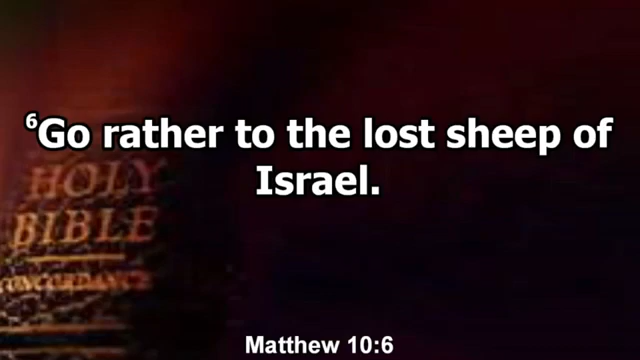 ⁶Go rather to the lost sheep of
Israel.
HOLY
BIBLE
CONCORDANCE
Matthew 10:6